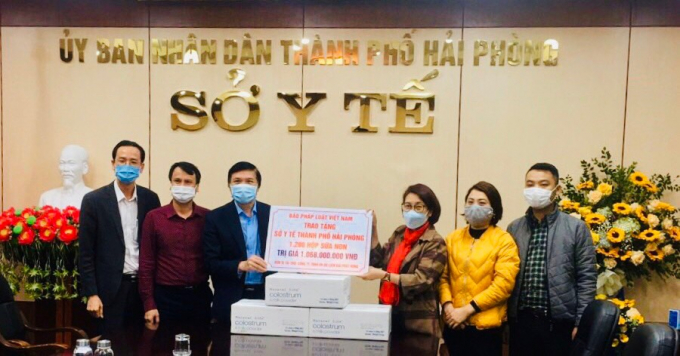 ỦY BAN NHÂN DÂN THÀNH PHỐ HẢI PHÒNG
SỞ Y TẾ
BÁO PHÁP LUẬT VIỆT NAM
TRAO TẶNG
SỞ Y TẾ THÀNH PHỐ HẢI PHÒNG
1.200 HỘP SỮA NON
TRỊ GIÁ 1.068.000.000 VNĐ
colostrum
colostrum
colostrum